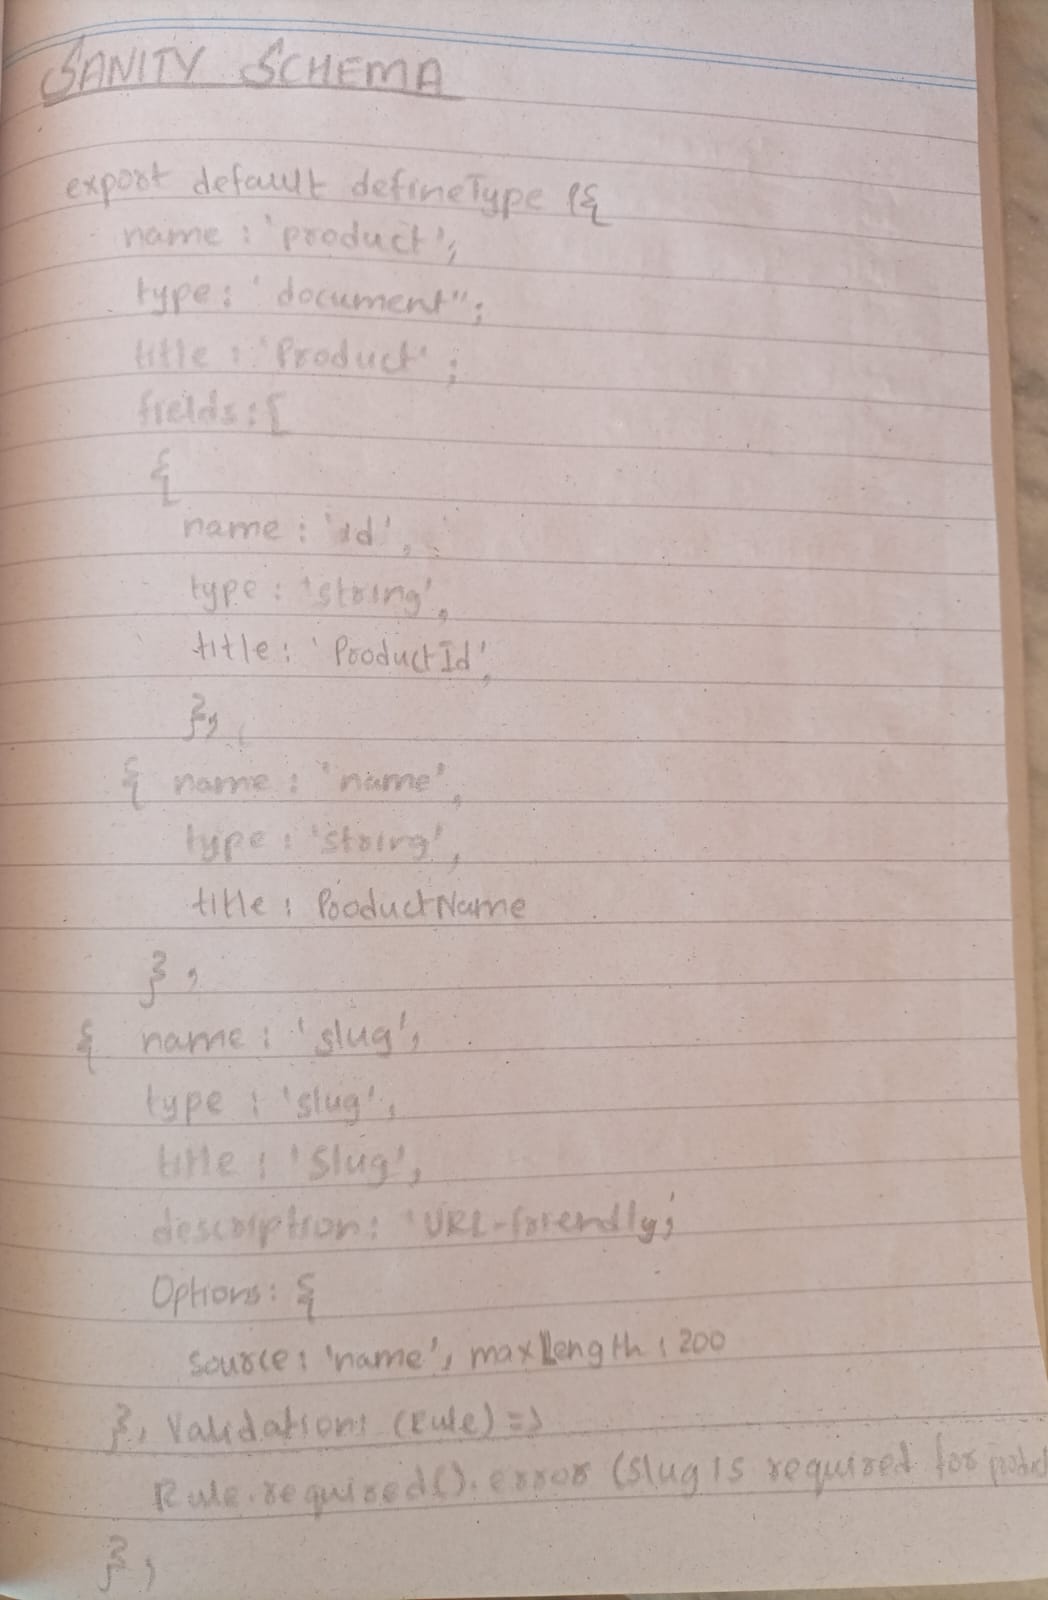 SANITY SCHEMA
export default defineType ({
name : 'product',
type : 'document";
title : 'Product' ;
fields : [
{
name : 'id',
type : 'string',
title : 'ProductId',
},
{ name : 'name',
type : 'string',
title : ProductName
},
{ name : 'slug',
type : 'slug',
title : 'Slug',
description : 'URL-friendly;
Options : {
source : 'name', maxLength : 200
}, Validation : (Rule) =>
Rule.required().error (slug is required for product
},